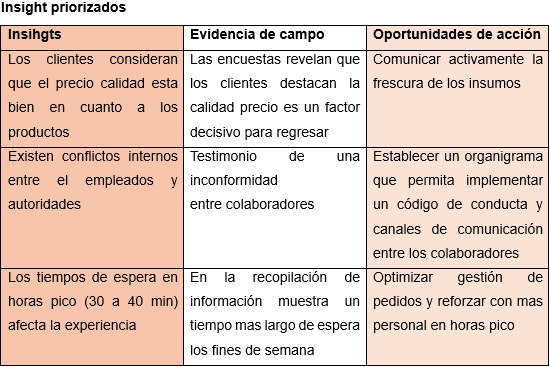 Insight priorizados
Insihgts
Evidencia de campo
Oportunidades de acción
Los clientes consideran
que el precio calidad esta
bien en cuanto a los
productos
Las encuestas revelan que
los clientes destacan la
calidad precio es un factor
decisivo para regresar
Comunicar activamente la
frescura de los insumos
Existen conflictos internos
entre el empleados y
autoridades
Testimonio de una
inconformidad
entre colaboradores
Establecer un organigrama
que permita implementar
un código de conducta y
canales de comunicación
entre los colaboradores
Los tiempos de espera en
horas pico (30 a 40 min)
afecta la experiencia
En la recopilación de
información muestra un
tiempo mas largo de espera
los fines de semana
Optimizar gestión de
pedidos y reforzar con mas
personal en horas pico